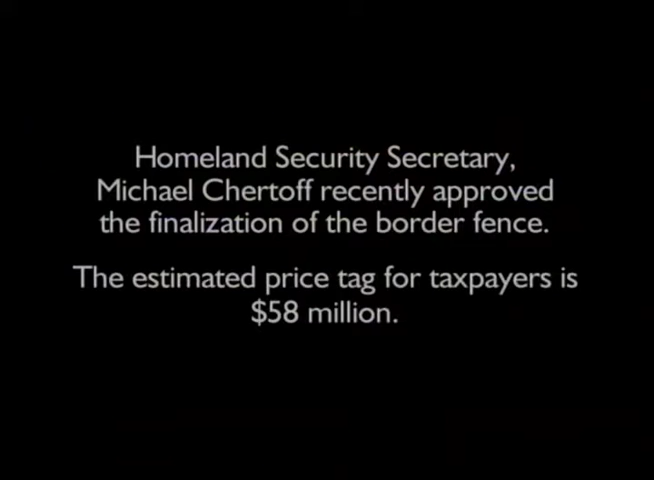 Homeland Security Secretary,
Michael Chertoff recently approved
the finalization of the border fence.
The estimated price tag for taxpayers is
$58 million.